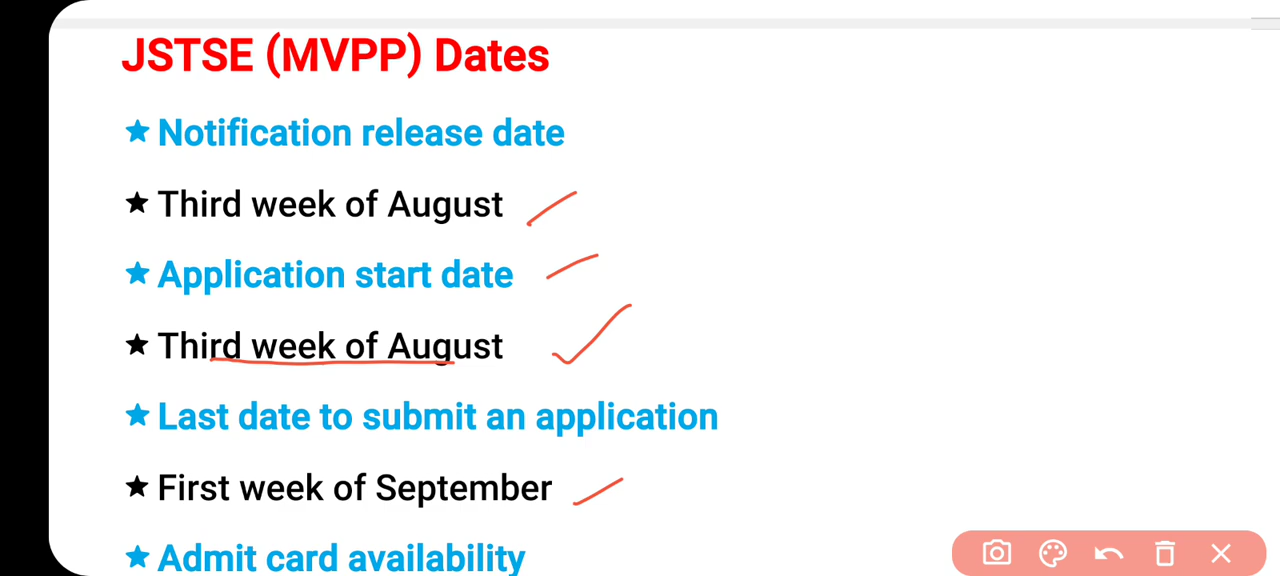 JSTSE (MVPP) Dates
★ Notification release date
★ Third week of August
★ Application start date
★ Third week of August
★ Last date to submit an application
★ First week of September
★ Admit card availability